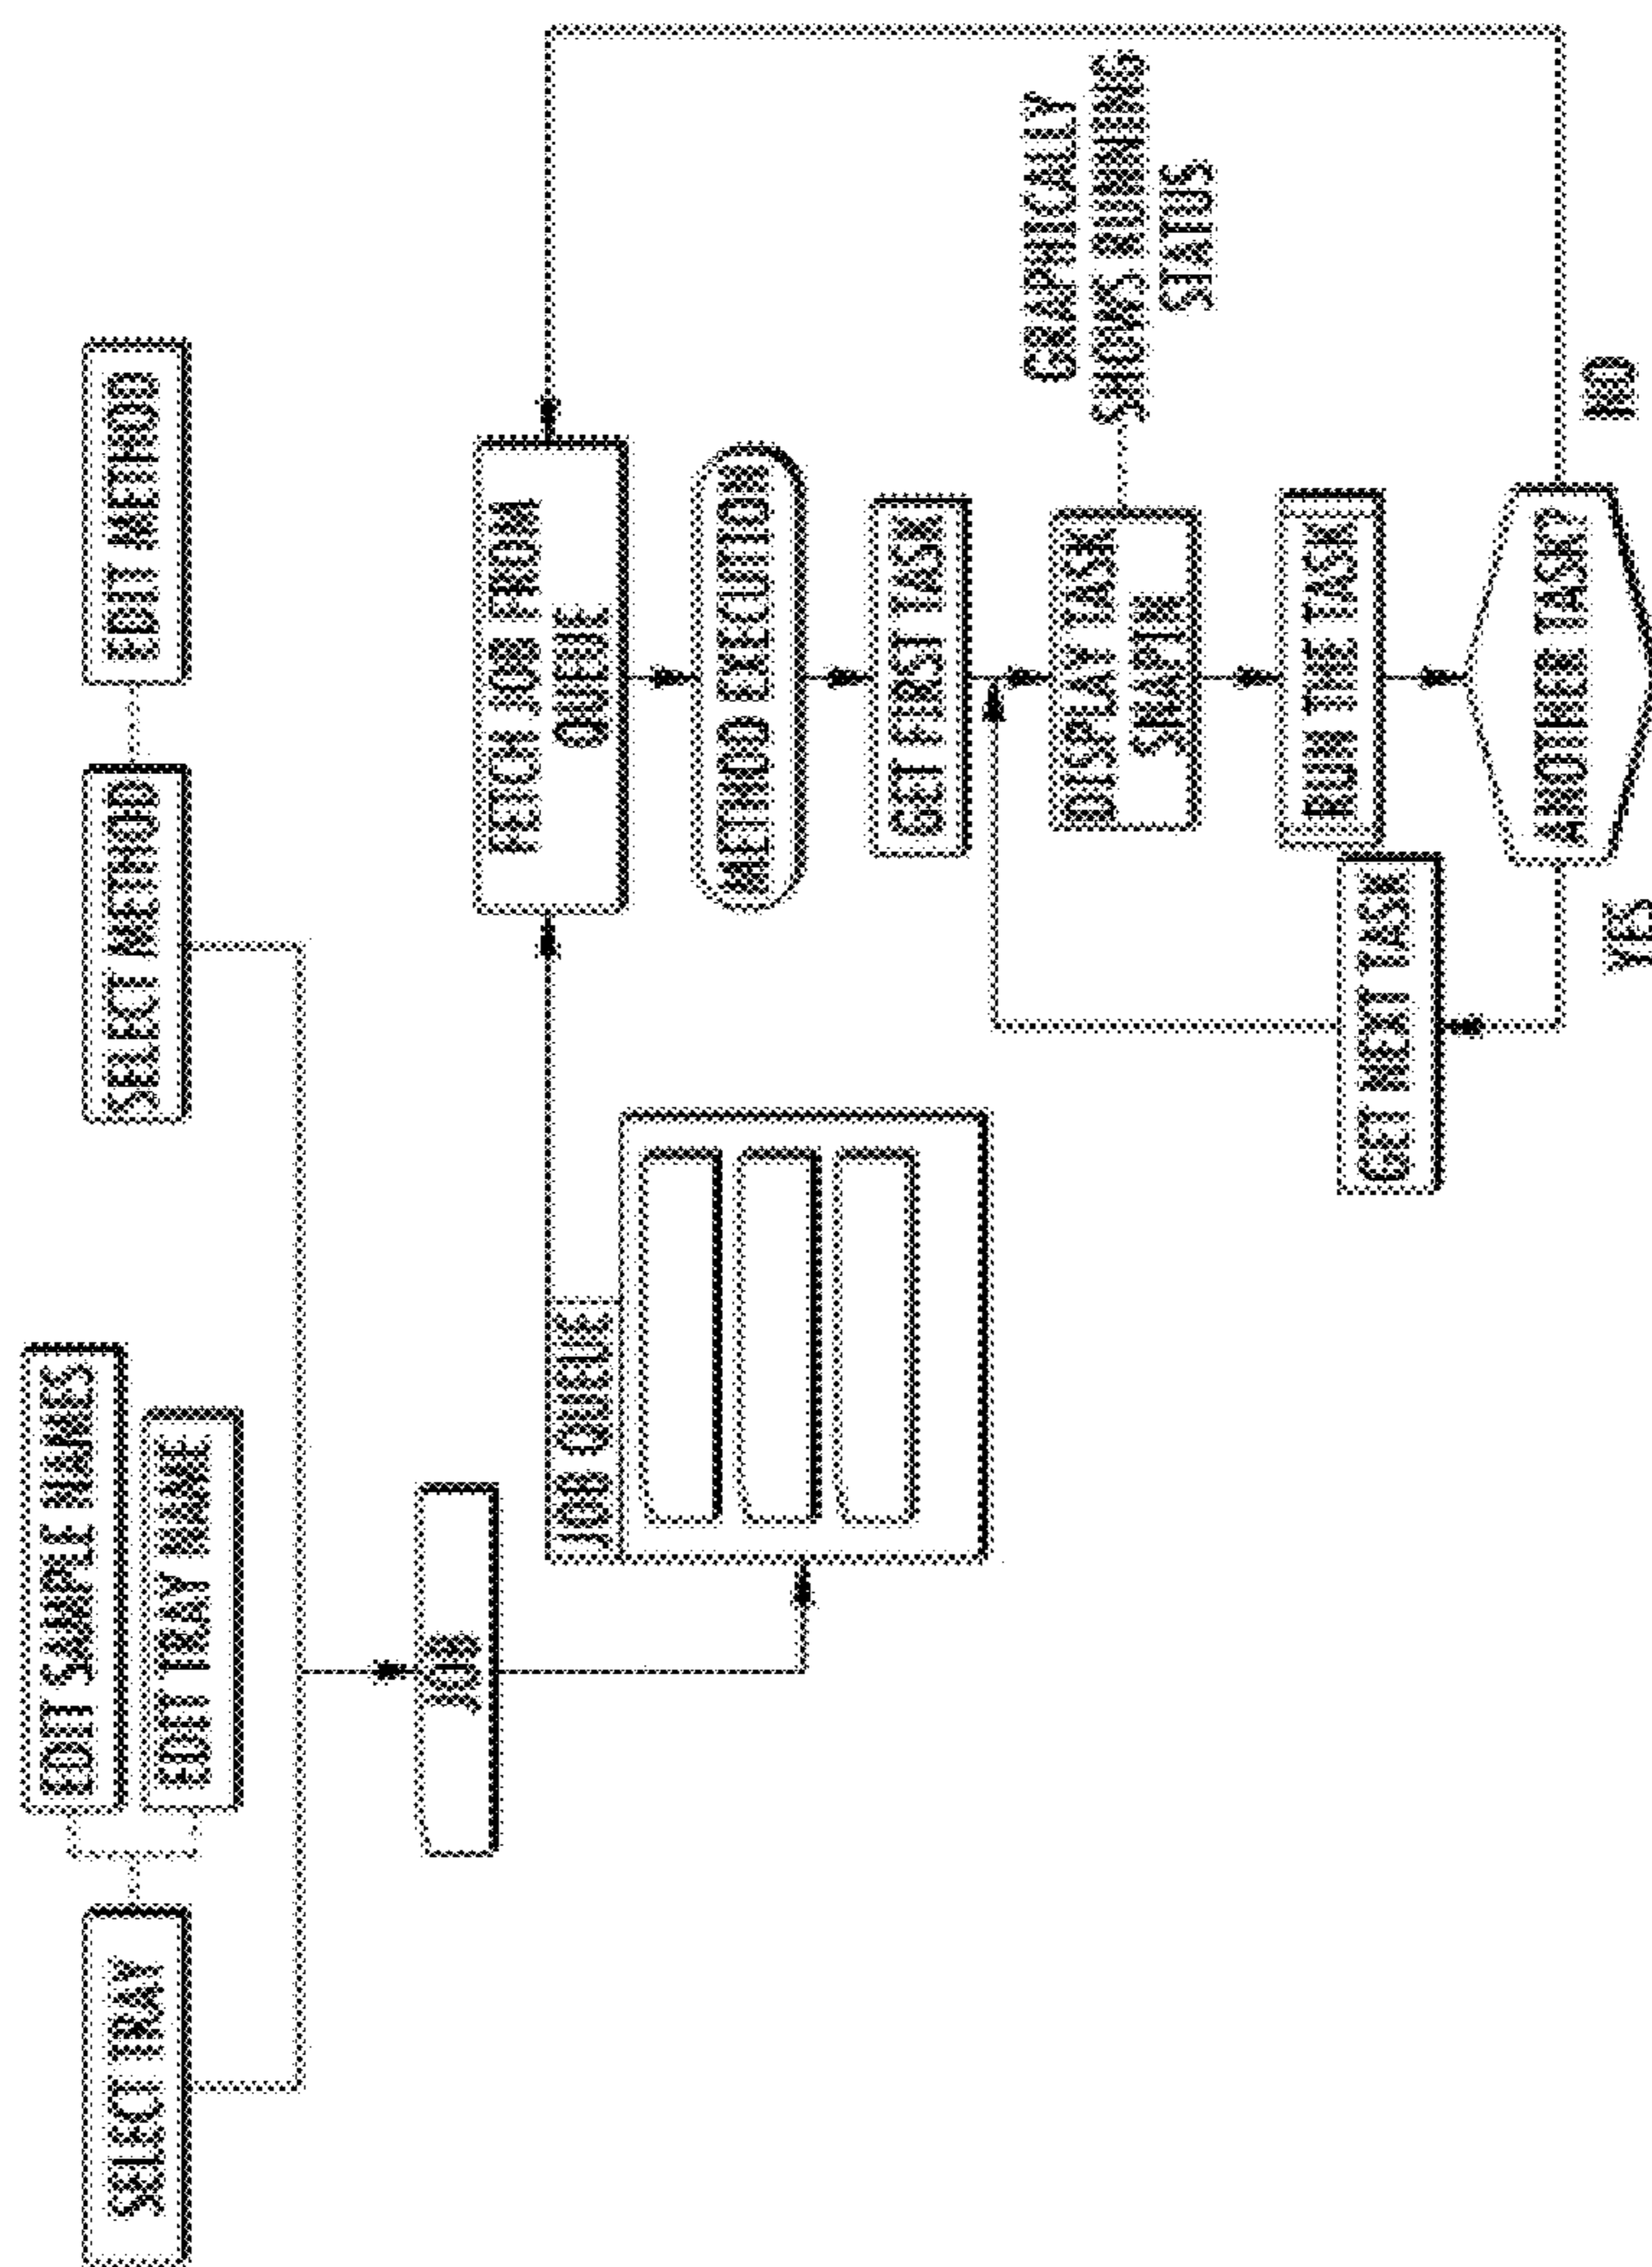 SELECT TRAY
EDIT SAMPLE NAMES
EDIT TRAY NAME
SELECT METHOD
EDIT METHOD
JOB
JOB QUEUE
FETCH JOB FROM
QUEUE
METHOD EXECUTION
GET FIRST TASK
DISPLAY TASK
SNAPIN
GRAPHICALLY
SHOWS RUNNING
STATUS
RUN THE TASK
GET NEXT TASK
ANOTHER TASK?
YES
NO